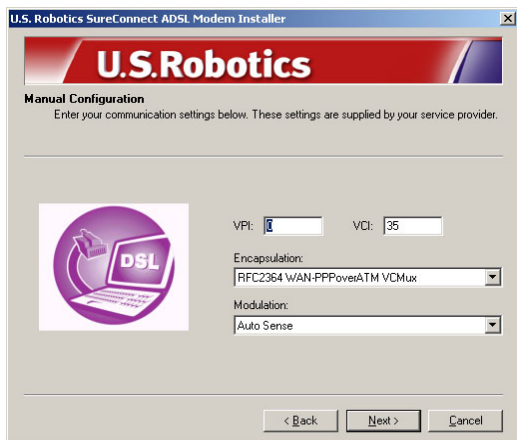 U.S. Robotics SureConnect ADSL Modem Installer
U.S.Robotics
Manual Configuration
Enter your communication settings below. These settings are supplied by your service provider.
VPI: 0 VCI: 35
DSL
Encapsulation:
RFC2364 WAN-PPPoverATM VCMux
Modulation:
Auto Sense
< Back Next > Cancel